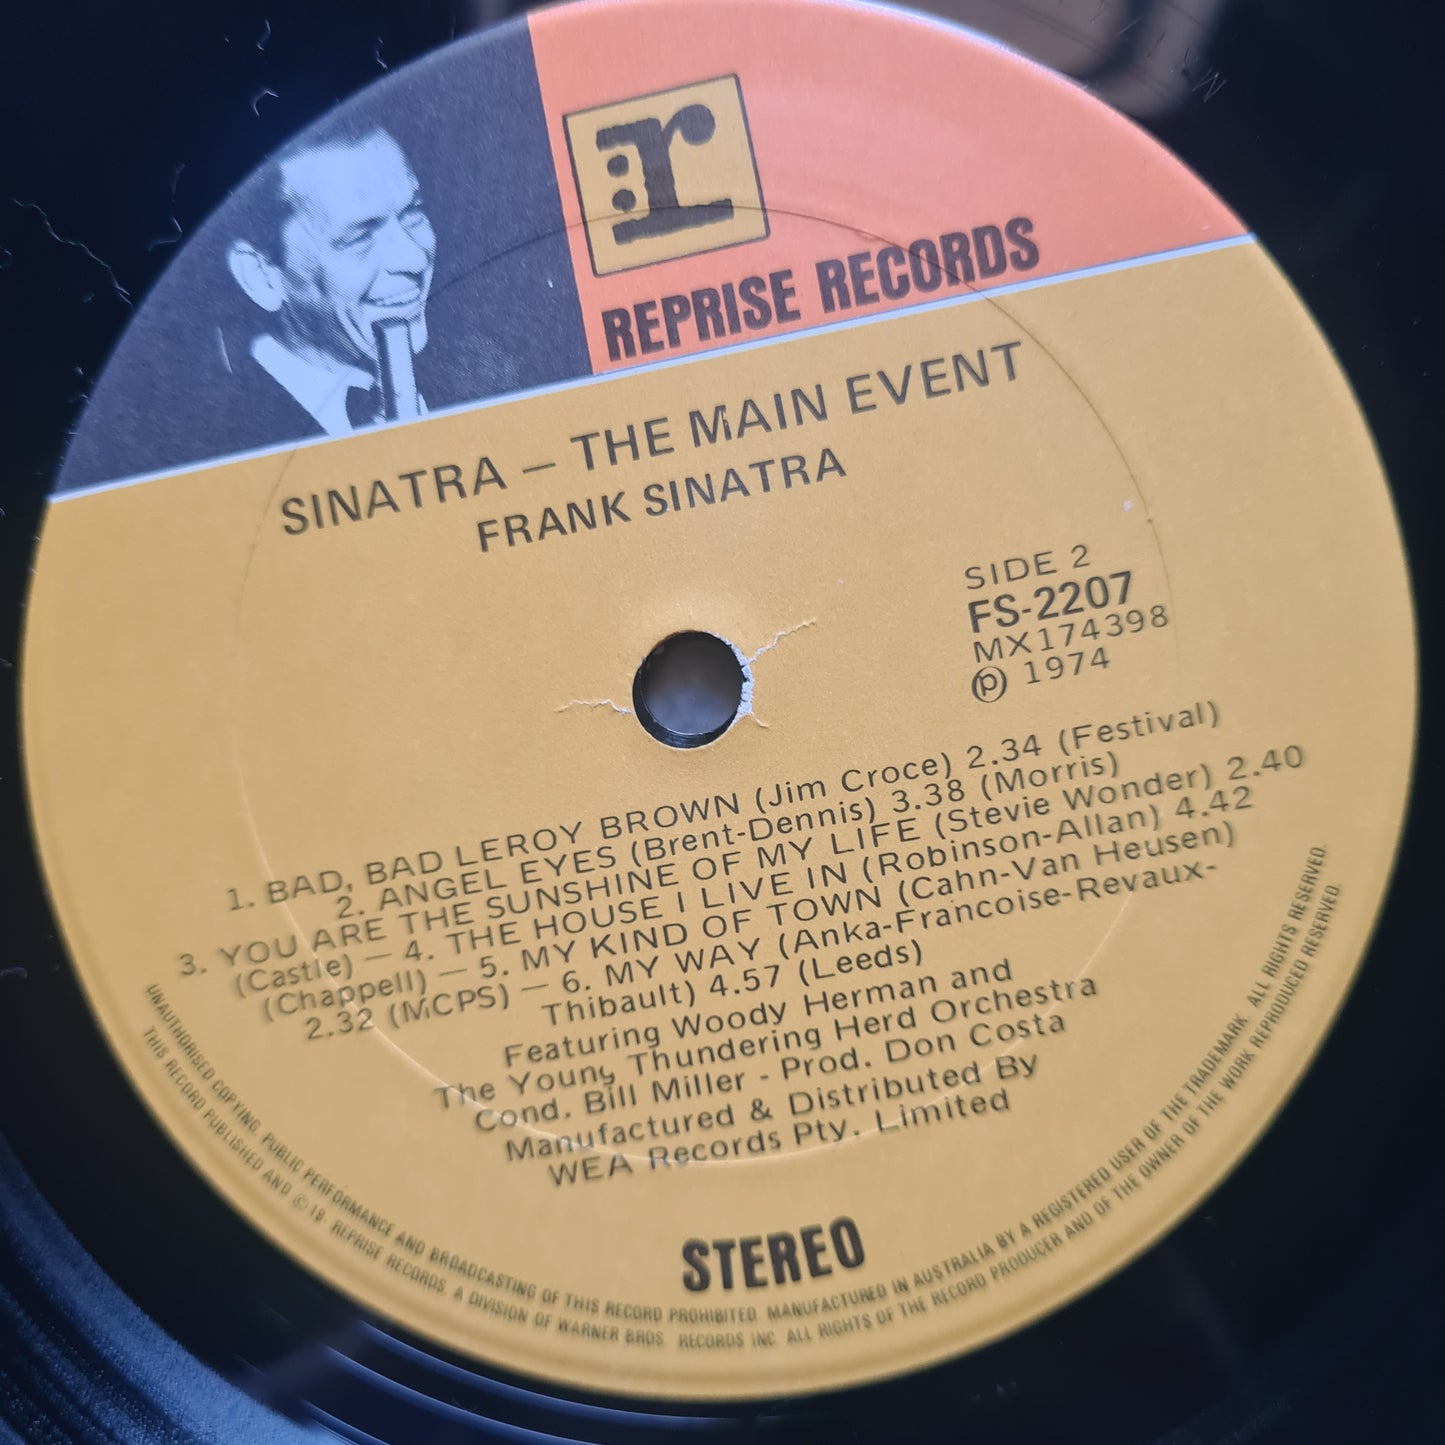 r:
REPRISE RECORDS
SINATRA — THE MAIN EVENT
FRANK SINATRA
SIDE 2
FS-2207
MX174398
Ⓟ 1974
1. BAD, BAD LEROY BROWN (Jim Croce) 2.34 (Festival)
2. ANGEL EYES (Brent-Dennis) 3.38 (Morris)
3. YOU ARE THE SUNSHINE OF MY LIFE (Stevie Wonder) 2.40
(Castle) — 4. THE HOUSE I LIVE IN (Robinson-Allan) 4.42
(Chappell) — 5. MY KIND OF TOWN (Cahn-Van Heusen)
2.32 (MCPS) — 6. MY WAY (Anka-Francoise-Revaux-
Thibault) 4.57 (Leeds)
Featuring Woody Herman and
The Young Thundering Herd Orchestra
Cond. Bill Miller - Prod. Don Costa
Manufactured & Distributed By
WEA Records Pty. Limited
STEREO
UNAUTHORISED COPYING, PUBLIC PERFORMANCE AND BROADCASTING OF THIS RECORD PROHIBITED. MANUFACTURED IN AUSTRALIA BY A REGISTERED USER OF THE TRADEMARK. ALL RIGHTS RESERVED.
THIS RECORD PUBLISHED AND © 19. REPRISE RECORDS, A DIVISION OF WARNER BROS. RECORDS INC. ALL RIGHTS OF THE RECORD PRODUCER AND OF THE OWNER OF THE WORK REPRODUCED RESERVED.